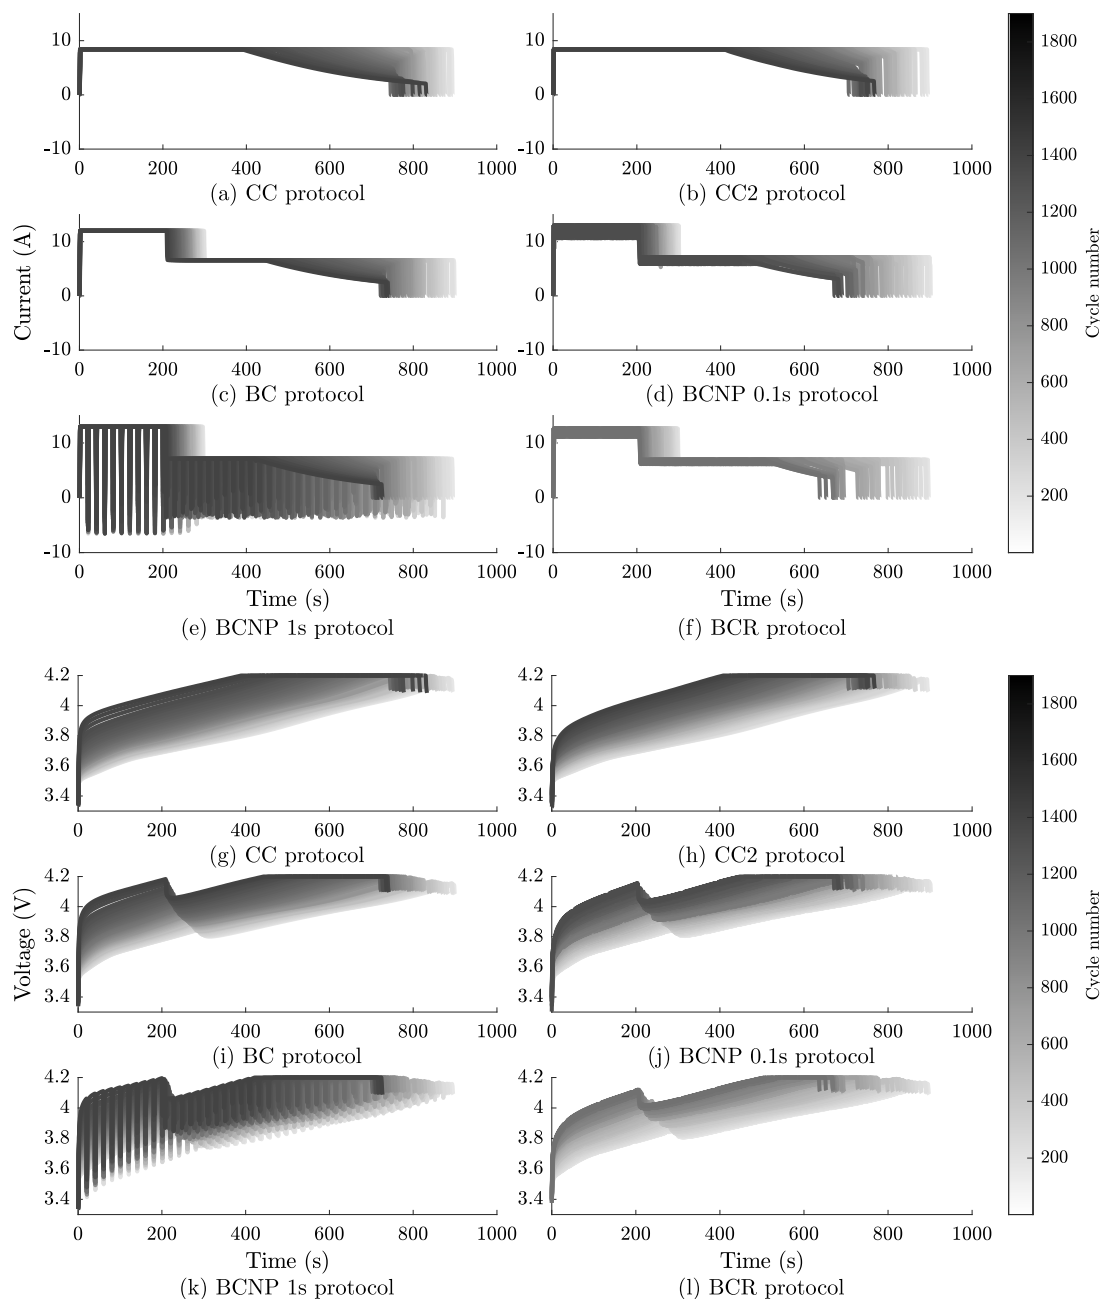 10
0
-10
0 200 400 600 800 1000
(a) CC protocol
10
0
-10
0 200 400 600 800 1000
(b) CC2 protocol
10
0
-10
0 200 400 600 800 1000
(c) BC protocol
10
0
-10
0 200 400 600 800 1000
(d) BCNP 0.1s protocol
Current (A)
10
0
-10
0 200 400 600 800 1000
Time (s)
(e) BCNP 1s protocol
10
0
-10
0 200 400 600 800 1000
Time (s)
(f) BCR protocol
1800
1600
1400
1200
1000
800
600
400
200
Cycle number
4.2
4
3.8
3.6
3.4
0 200 400 600 800 1000
(g) CC protocol
4.2
4
3.8
3.6
3.4
0 200 400 600 800 1000
(h) CC2 protocol
4.2
4
3.8
3.6
3.4
0 200 400 600 800 1000
(i) BC protocol
4.2
4
3.8
3.6
3.4
0 200 400 600 800 1000
(j) BCNP 0.1s protocol
Voltage (V)
4.2
4
3.8
3.6
3.4
0 200 400 600 800 1000
Time (s)
(k) BCNP 1s protocol
4.2
4
3.8
3.6
3.4
0 200 400 600 800 1000
Time (s)
(l) BCR protocol
1800
1600
1400
1200
1000
800
600
400
200
Cycle number